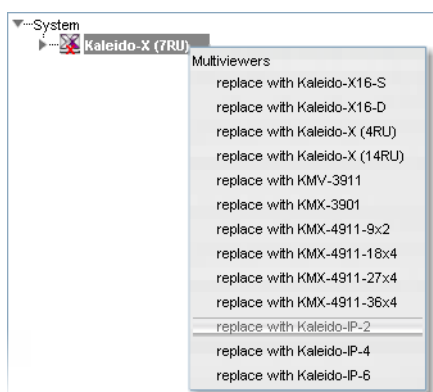 System
Kaleido-X (7RU)
Multiviewers
replace with Kaleido-X16-S
replace with Kaleido-X16-D
replace with Kaleido-X (4RU)
replace with Kaleido-X (14RU)
replace with KMV-3911
replace with KMX-3901
replace with KMX-4911-9x2
replace with KMX-4911-18x4
replace with KMX-4911-27x4
replace with KMX-4911-36x4
replace with Kaleido-IP-2
replace with Kaleido-IP-4
replace with Kaleido-IP-6